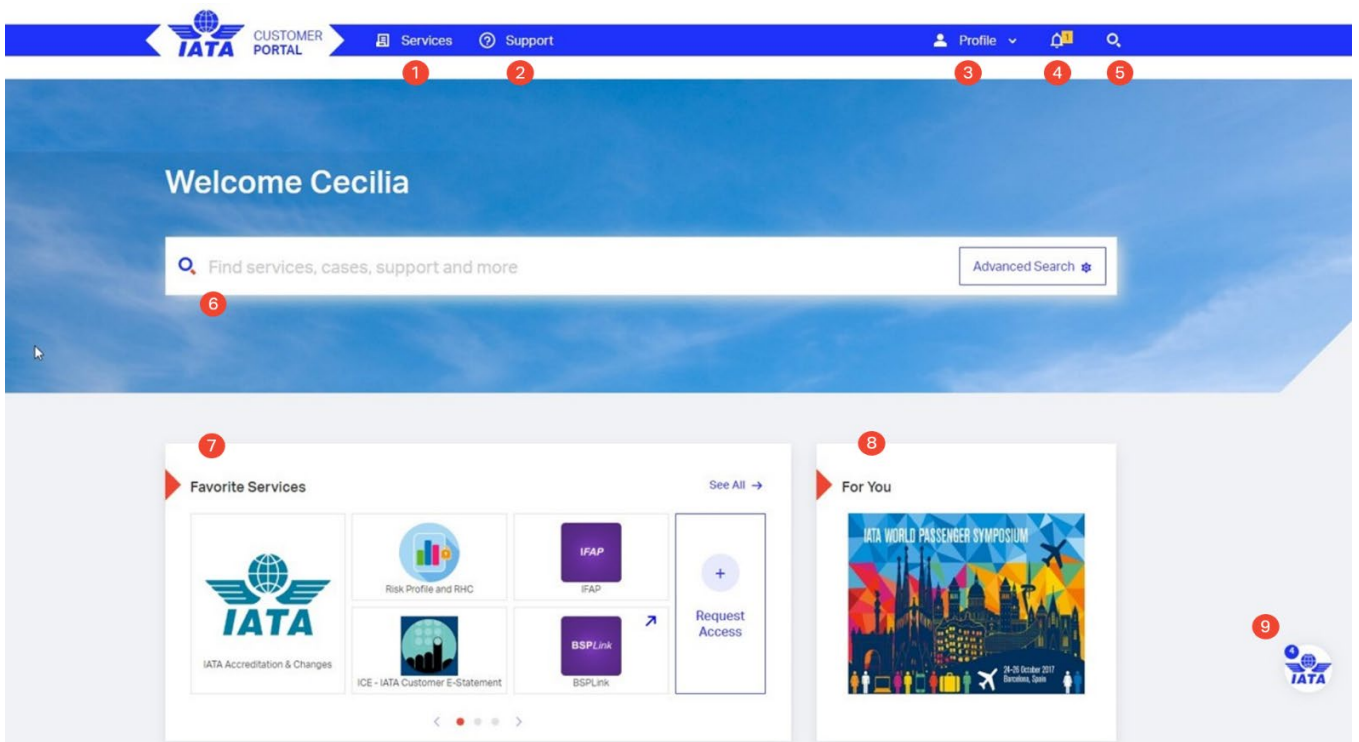 IATA
CUSTOMER
PORTAL
Services
Support
Profile
1
1
2
3
4
5
Welcome Cecilia
Find services, cases, support and more
Advanced Search
6
7
8
Favorite Services
See All →
For You
IATA
IATA Accreditation & Changes
Risk Profile and RHC
IFAP
IFAP
ICE - IATA Customer E-Statement
BSPLink
BSPLink
+
Request
Access
IATA WORLD PASSENGER SYMPOSIUM
24-26 October 2017
Barcelona, Spain
9
4
IATA